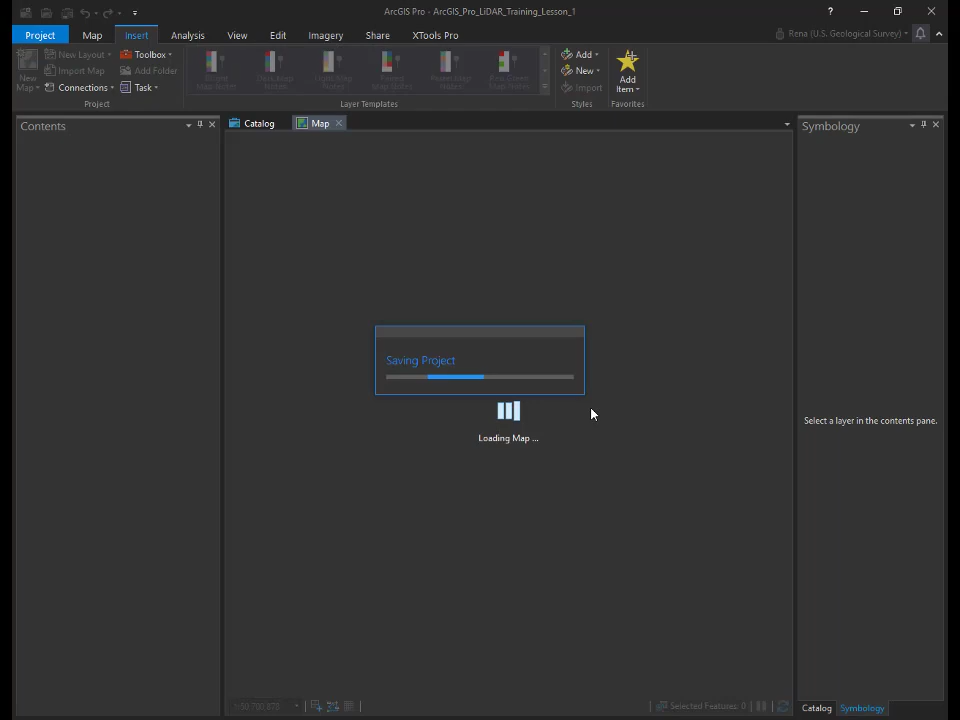 ArcGIS Pro - ArcGIS_Pro_LiDAR_Training_Lesson_1
?
Project Map Insert Analysis View Edit Imagery Share XTools Pro
Rena (U.S. Geological Survey)
New Map
New Layout
Import Map
Connections
Toolbox
Add Folder
Task
Project
Layer Templates
Add
New
Import
Styles
Add Item
Favorites
Contents
Catalog
Map
Symbology
Saving Project
Loading Map ...
Select a layer in the contents pane.
Selected Features: 0
Catalog Symbology